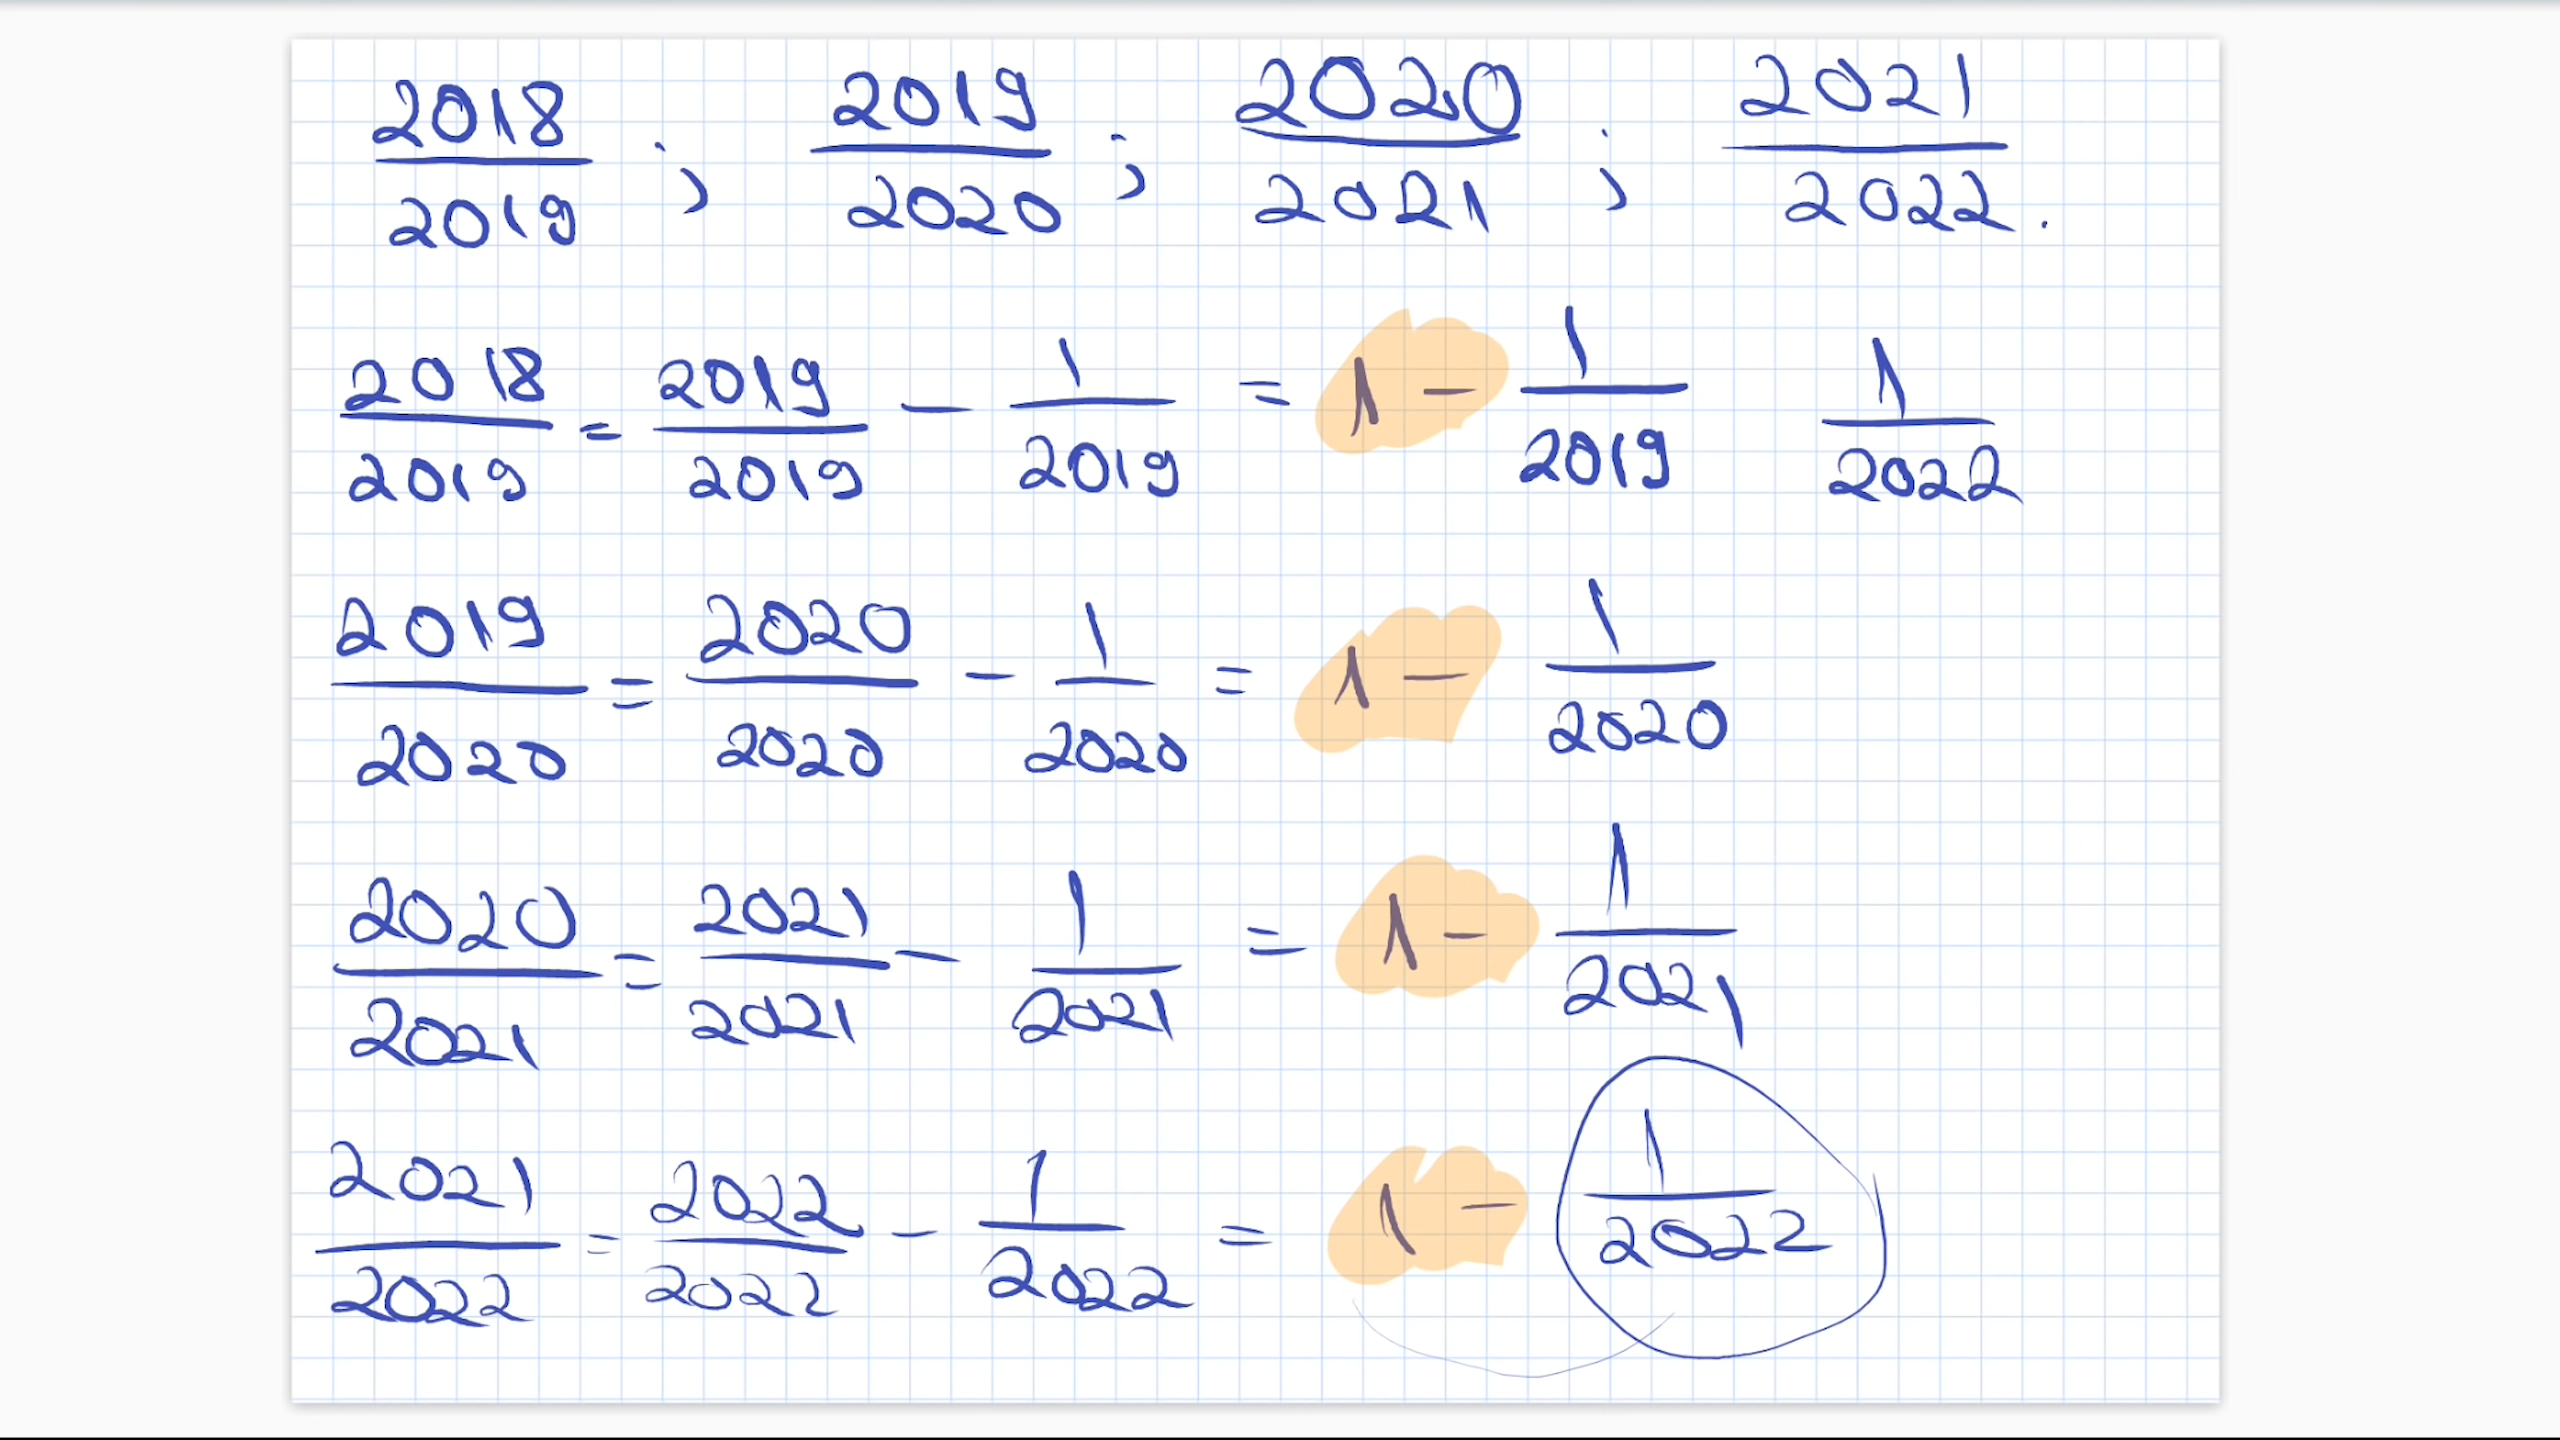 2018/2019 ; 2019/2020 ; 2020/2021 ; 2021/2022.
2018/2019 = 2019/2019 - 1/2019 = 1 - 1/2019 1/2022
2019/2020 = 2020/2020 - 1/2020 = 1 - 1/2020
2020/2021 = 2021/2021 - 1/2021 = 1 - 1/2021
2021/2022 = 2022/2022 - 1/2022 = 1 - 1/2022